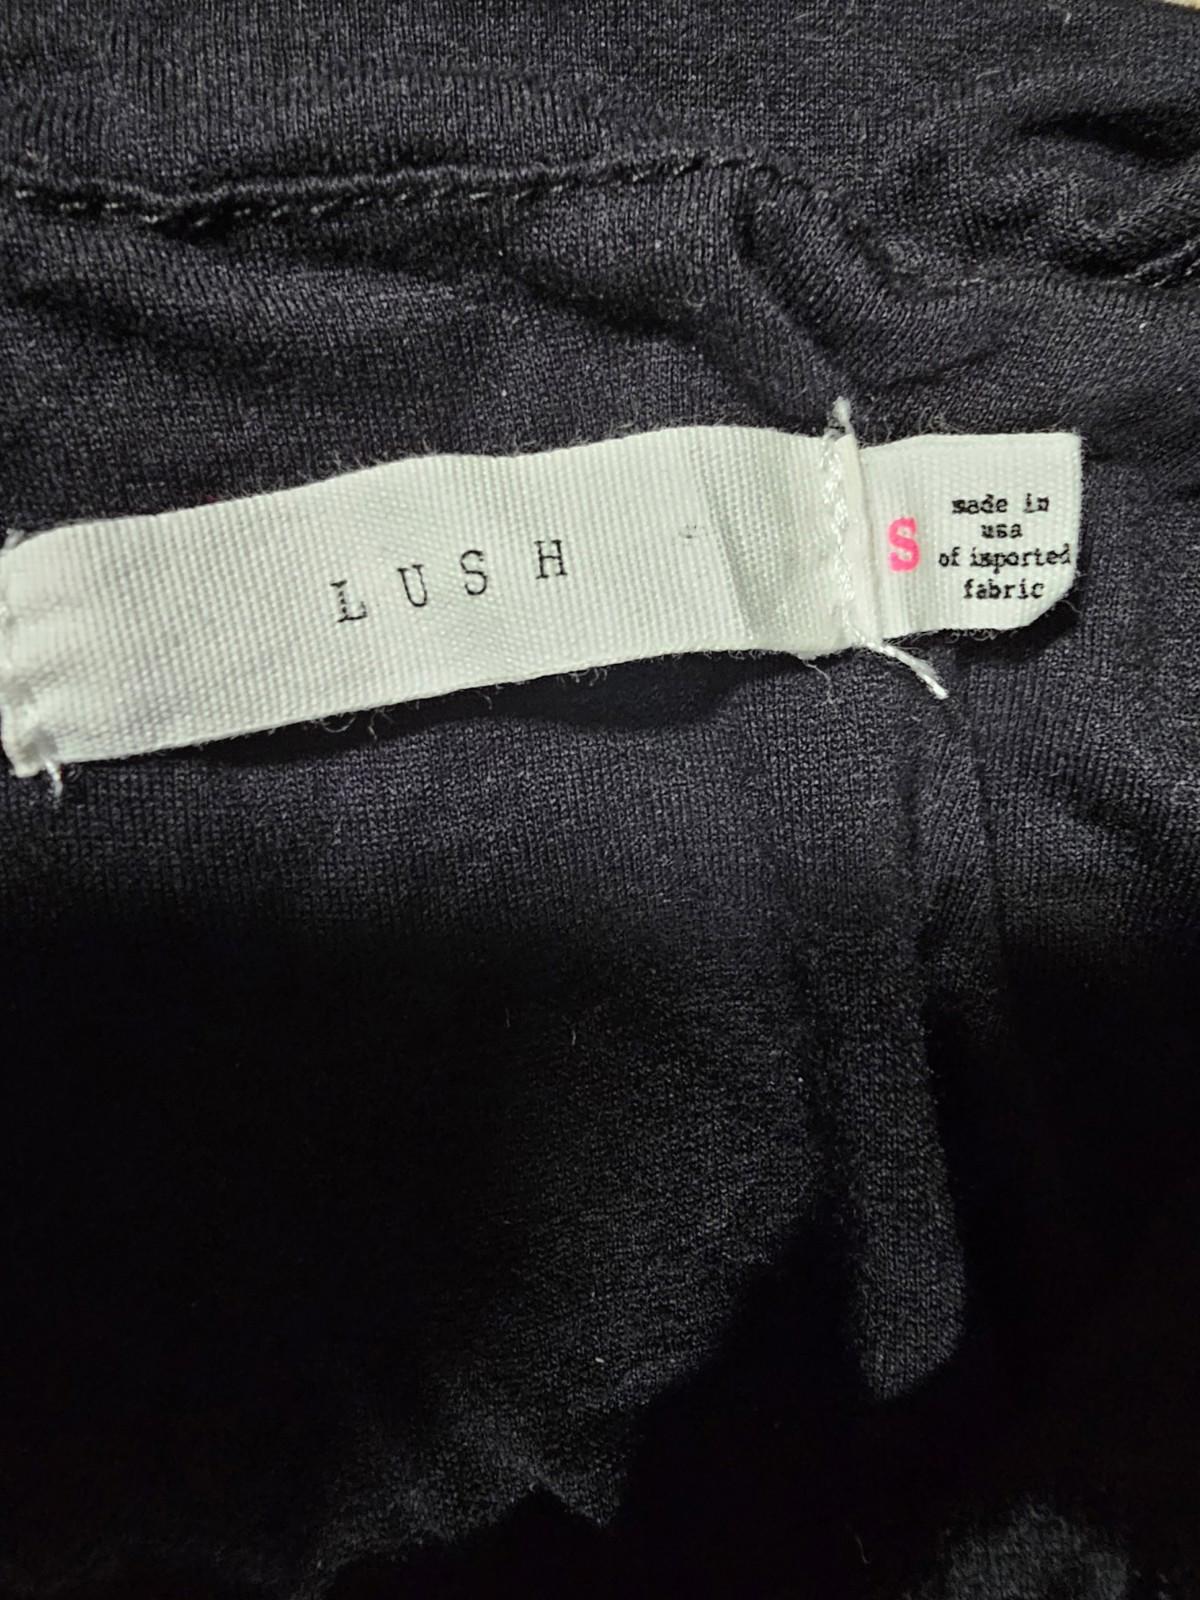 LUSH
S
made in
usa
of imported
fabric